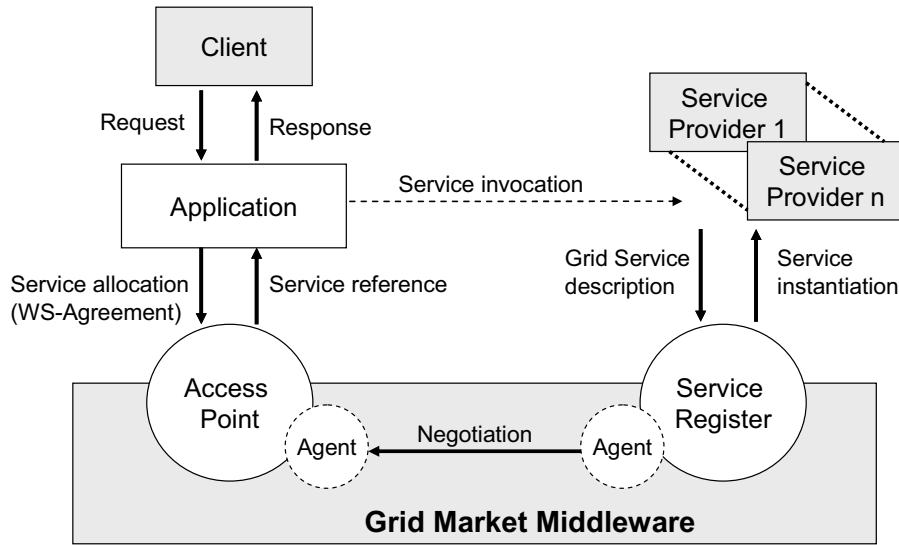 Client
Request
Response
Service
Provider 1
Service
Provider n
Application
Service invocation
Service allocation
(WS-Agreement)
Service reference
Grid Service
description
Service
instantiation
Access
Point
Service
Register
Agent
Negotiation
Agent
Grid Market Middleware